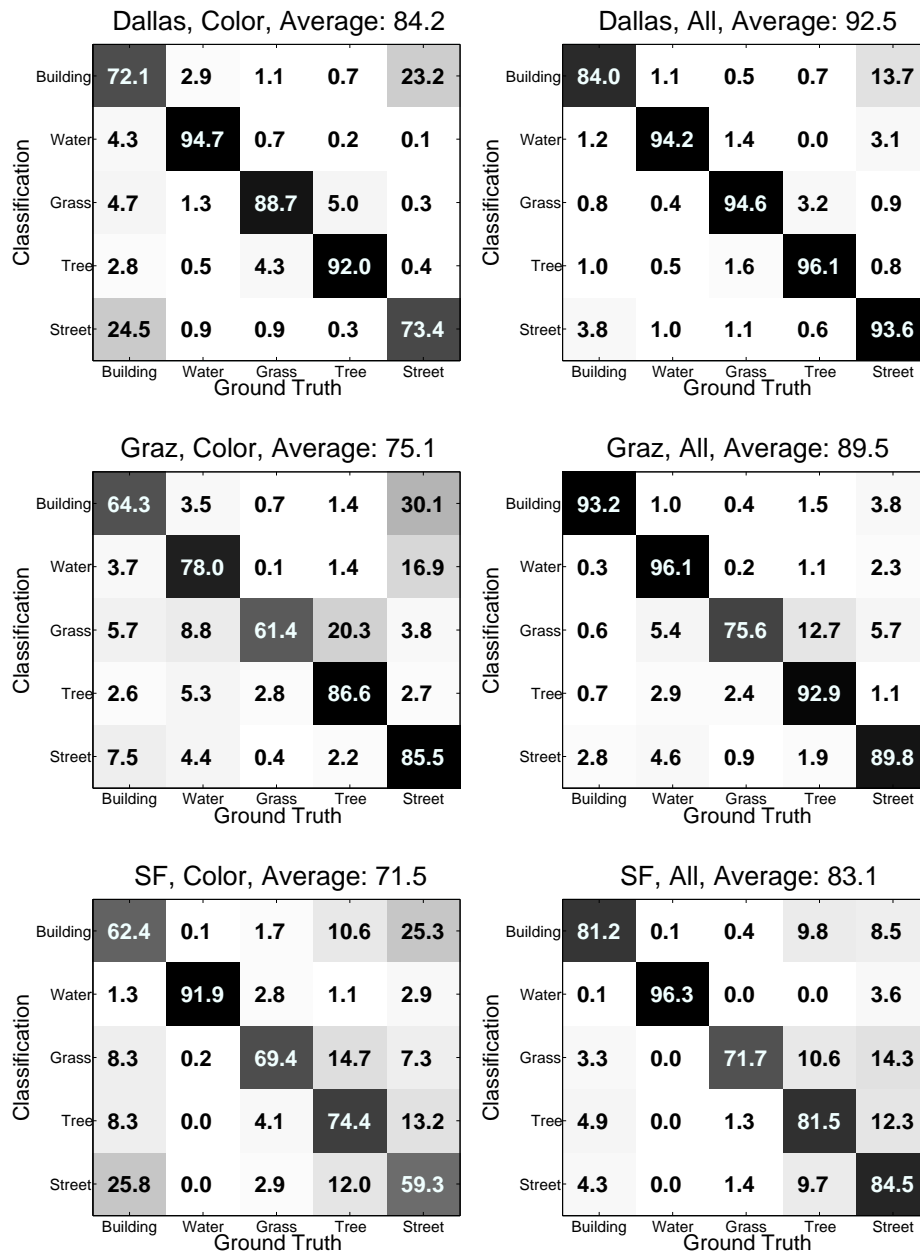 Dallas, Color, Average: 84.2
Building 72.1 2.9 1.1 0.7 23.2
Water 4.3 94.7 0.7 0.2 0.1
Grass 4.7 1.3 88.7 5.0 0.3
Tree 2.8 0.5 4.3 92.0 0.4
Street 24.5 0.9 0.9 0.3 73.4
Building Water Grass Tree Street
Ground Truth
Classification
Dallas, All, Average: 92.5
Building 84.0 1.1 0.5 0.7 13.7
Water 1.2 94.2 1.4 0.0 3.1
Grass 0.8 0.4 94.6 3.2 0.9
Tree 1.0 0.5 1.6 96.1 0.8
Street 3.8 1.0 1.1 0.6 93.6
Building Water Grass Tree Street
Ground Truth
Classification
Graz, Color, Average: 75.1
Building 64.3 3.5 0.7 1.4 30.1
Water 3.7 78.0 0.1 1.4 16.9
Grass 5.7 8.8 61.4 20.3 3.8
Tree 2.6 5.3 2.8 86.6 2.7
Street 7.5 4.4 0.4 2.2 85.5
Building Water Grass Tree Street
Ground Truth
Classification
Graz, All, Average: 89.5
Building 93.2 1.0 0.4 1.5 3.8
Water 0.3 96.1 0.2 1.1 2.3
Grass 0.6 5.4 75.6 12.7 5.7
Tree 0.7 2.9 2.4 92.9 1.1
Street 2.8 4.6 0.9 1.9 89.8
Building Water Grass Tree Street
Ground Truth
Classification
SF, Color, Average: 71.5
Building 62.4 0.1 1.7 10.6 25.3
Water 1.3 91.9 2.8 1.1 2.9
Grass 8.3 0.2 69.4 14.7 7.3
Tree 8.3 0.0 4.1 74.4 13.2
Street 25.8 0.0 2.9 12.0 59.3
Building Water Grass Tree Street
Ground Truth
Classification
SF, All, Average: 83.1
Building 81.2 0.1 0.4 9.8 8.5
Water 0.1 96.3 0.0 0.0 3.6
Grass 3.3 0.0 71.7 10.6 14.3
Tree 4.9 0.0 1.3 81.5 12.3
Street 4.3 0.0 1.4 9.7 84.5
Building Water Grass Tree Street
Ground Truth
Classification